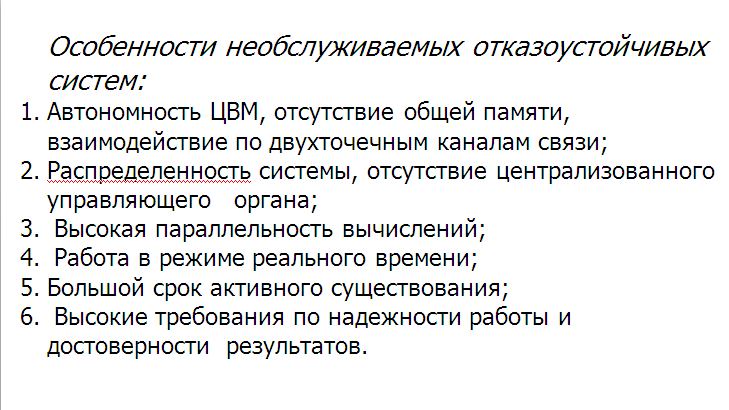 Особенности необслуживаемых отказоустойчивых
систем:
1. Автономность ЦВМ, отсутствие общей памяти,
взаимодействие по двухточечным каналам связи;
2. Распределенность системы, отсутствие централизованного
управляющего органа;
3. Высокая параллельность вычислений;
4. Работа в режиме реального времени;
5. Большой срок активного существования;
6. Высокие требования по надежности работы и
достоверности результатов.